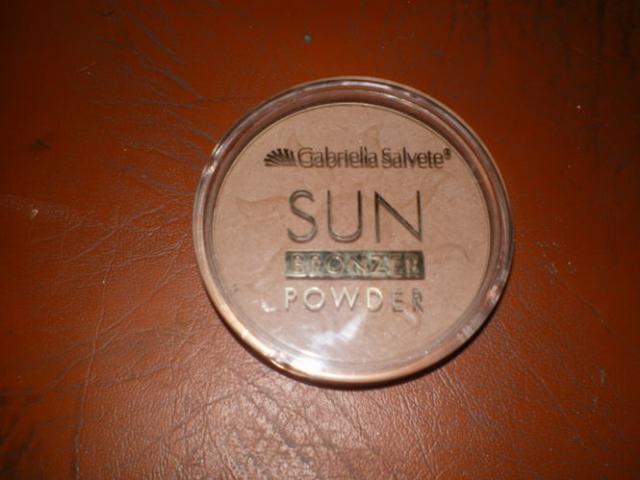 Gabriella Salvete®
SUN
BRONZER
POWDER